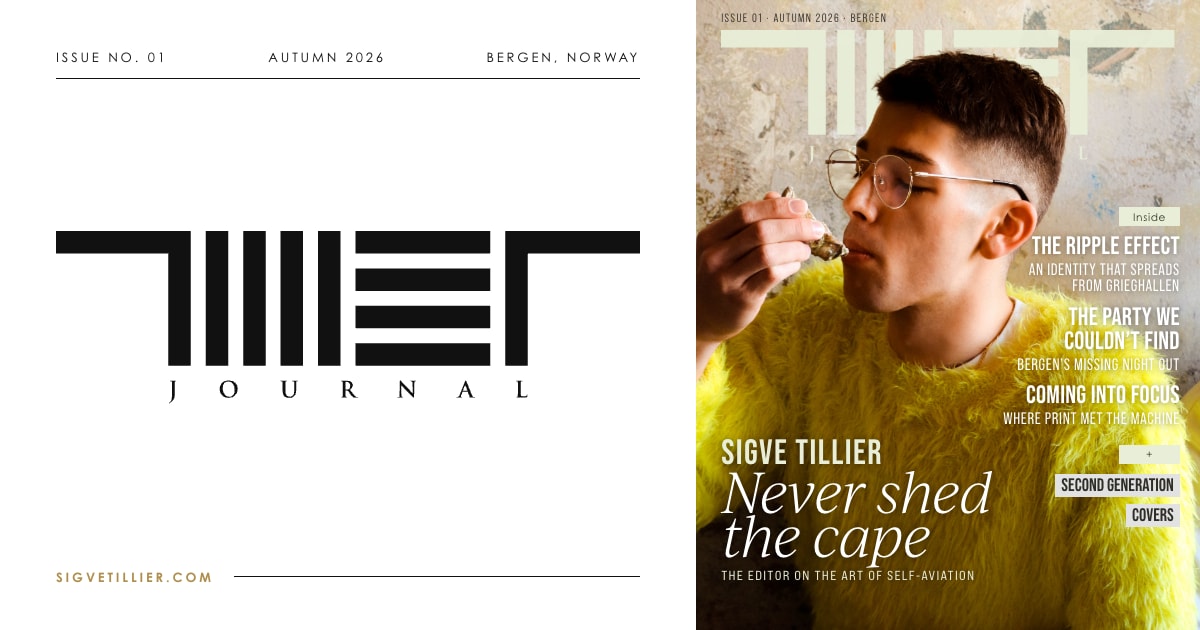 ISSUE NO. 01
AUTUMN 2026
BERGEN, NORWAY
TILLIER
JOURNAL
SIGVETILLIER.COM
ISSUE 01 · AUTUMN 2026 · BERGEN
Inside
THE RIPPLE EFFECT
AN IDENTITY THAT SPREADS
FROM GRIEGHALLEN
THE PARTY WE
COULDN'T FIND
BERGEN'S MISSING NIGHT OUT
COMING INTO FOCUS
WHERE PRINT MET THE MACHINE
+
SECOND GENERATION
COVERS
SIGVE TILLIER
Never shed
the cape
THE EDITOR ON THE ART OF SELF-AVIATION